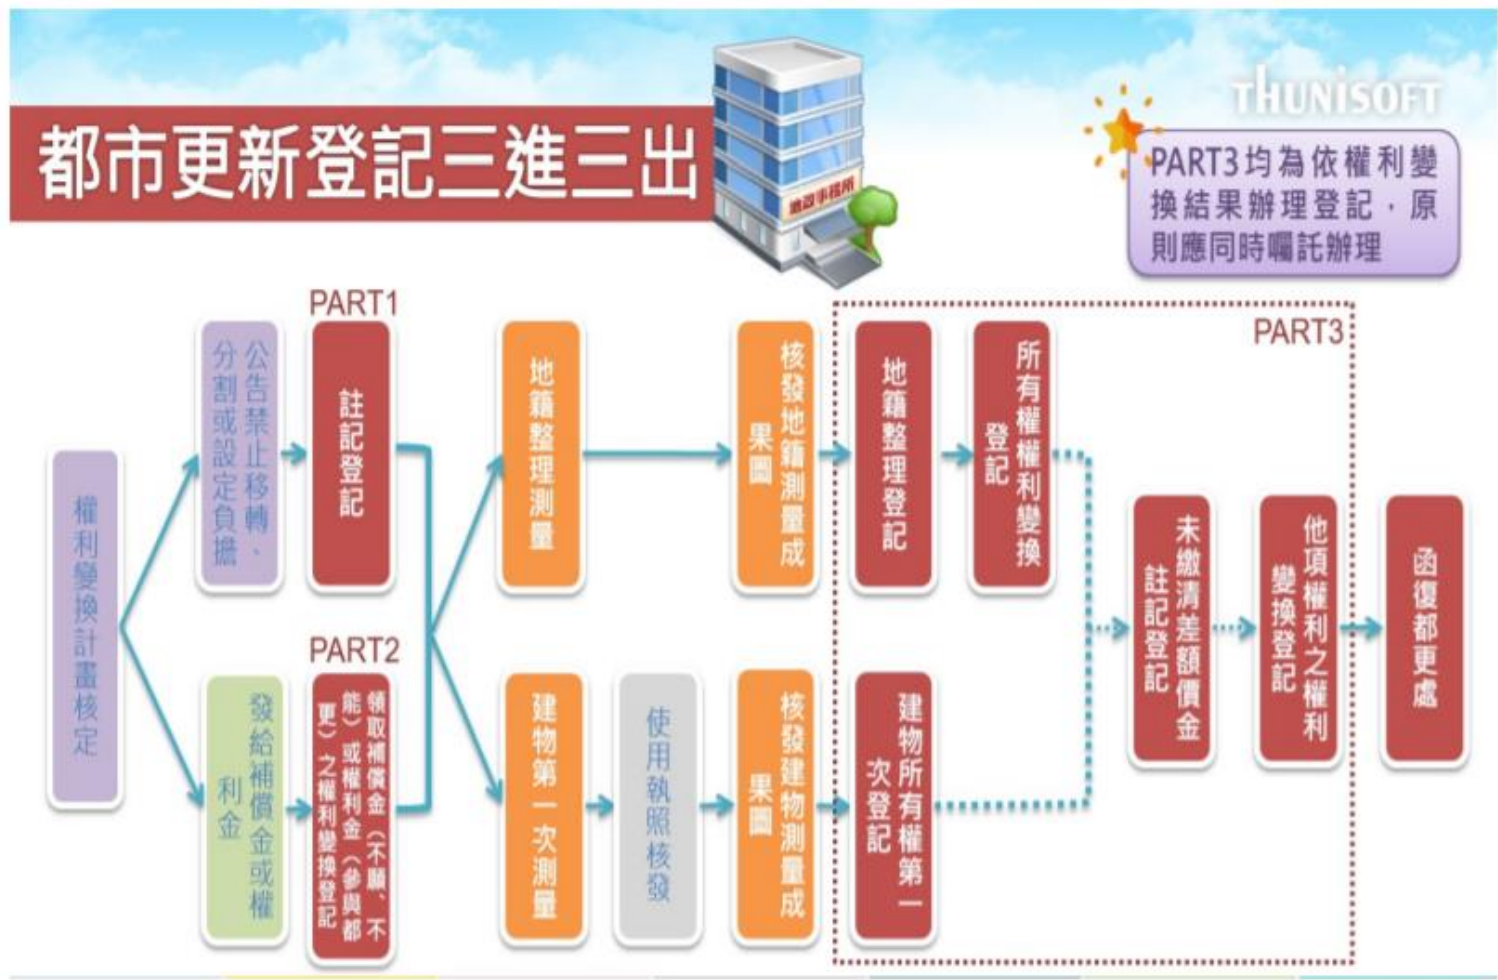 THUNISOFT
都市更新登記三進三出
地政事務所
PART3均為依權利變
換結果辦理登記，原
則應同時囑託辦理
PART1
PART3
權利變換計畫核定
公告禁止移轉、
分割或設定負擔
註記登記
地籍整理測量
核發地籍測量成
果圖
地籍整理登記
所有權權利變換
登記
PART2
發給補償金或權
利金
領取補償金（不願、不
能）或權利金（參與都
更）之權利變換登記
建物第一次測量
使用執照核發
核發建物測量成
果圖
建物所有權第一
次登記
未繳清差額價金
註記登記
他項權利之權利
變換登記
函復都更處